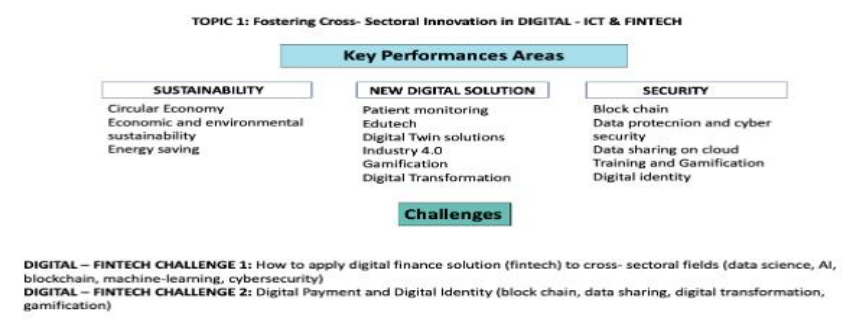 TOPIC 1: Fostering Cross- Sectoral Innovation in DIGITAL - ICT & FINTECH
Key Performances Areas
SUSTAINABILITY
Circular Economy
Economic and environmental
sustainability
Energy saving
NEW DIGITAL SOLUTION
Patient monitoring
Edutech
Digital Twin solutions
Industry 4.0
Gamification
Digital Transformation
SECURITY
Block chain
Data protecnion and cyber
security
Data sharing on cloud
Training and Gamification
Digital identity
Challenges
DIGITAL – FINTECH CHALLENGE 1: How to apply digital finance solution (fintech) to cross- sectoral fields (data science, AI,
blockchain, machine-learning, cybersecurity)
DIGITAL – FINTECH CHALLENGE 2: Digital Payment and Digital Identity (block chain, data sharing, digital transformation,
gamification)